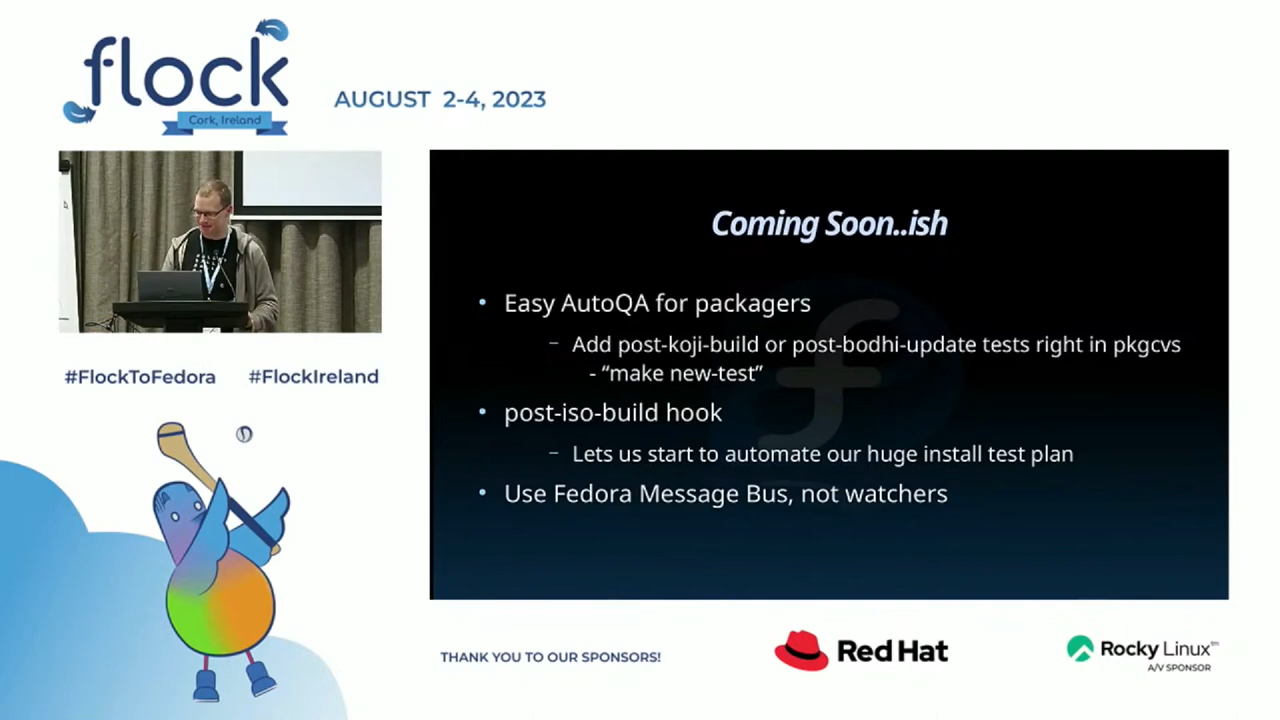 flock
Cork, Ireland
AUGUST 2-4, 2023
Coming Soon..ish
• Easy AutoQA for packagers
– Add post-koji-build or post-bodhi-update tests right in pkgcvs
- “make new-test”
• post-iso-build hook
– Lets us start to automate our huge install test plan
• Use Fedora Message Bus, not watchers
#FlockToFedora #FlockIreland
THANK YOU TO OUR SPONSORS!
Red Hat
Rocky Linux™
A/V SPONSOR